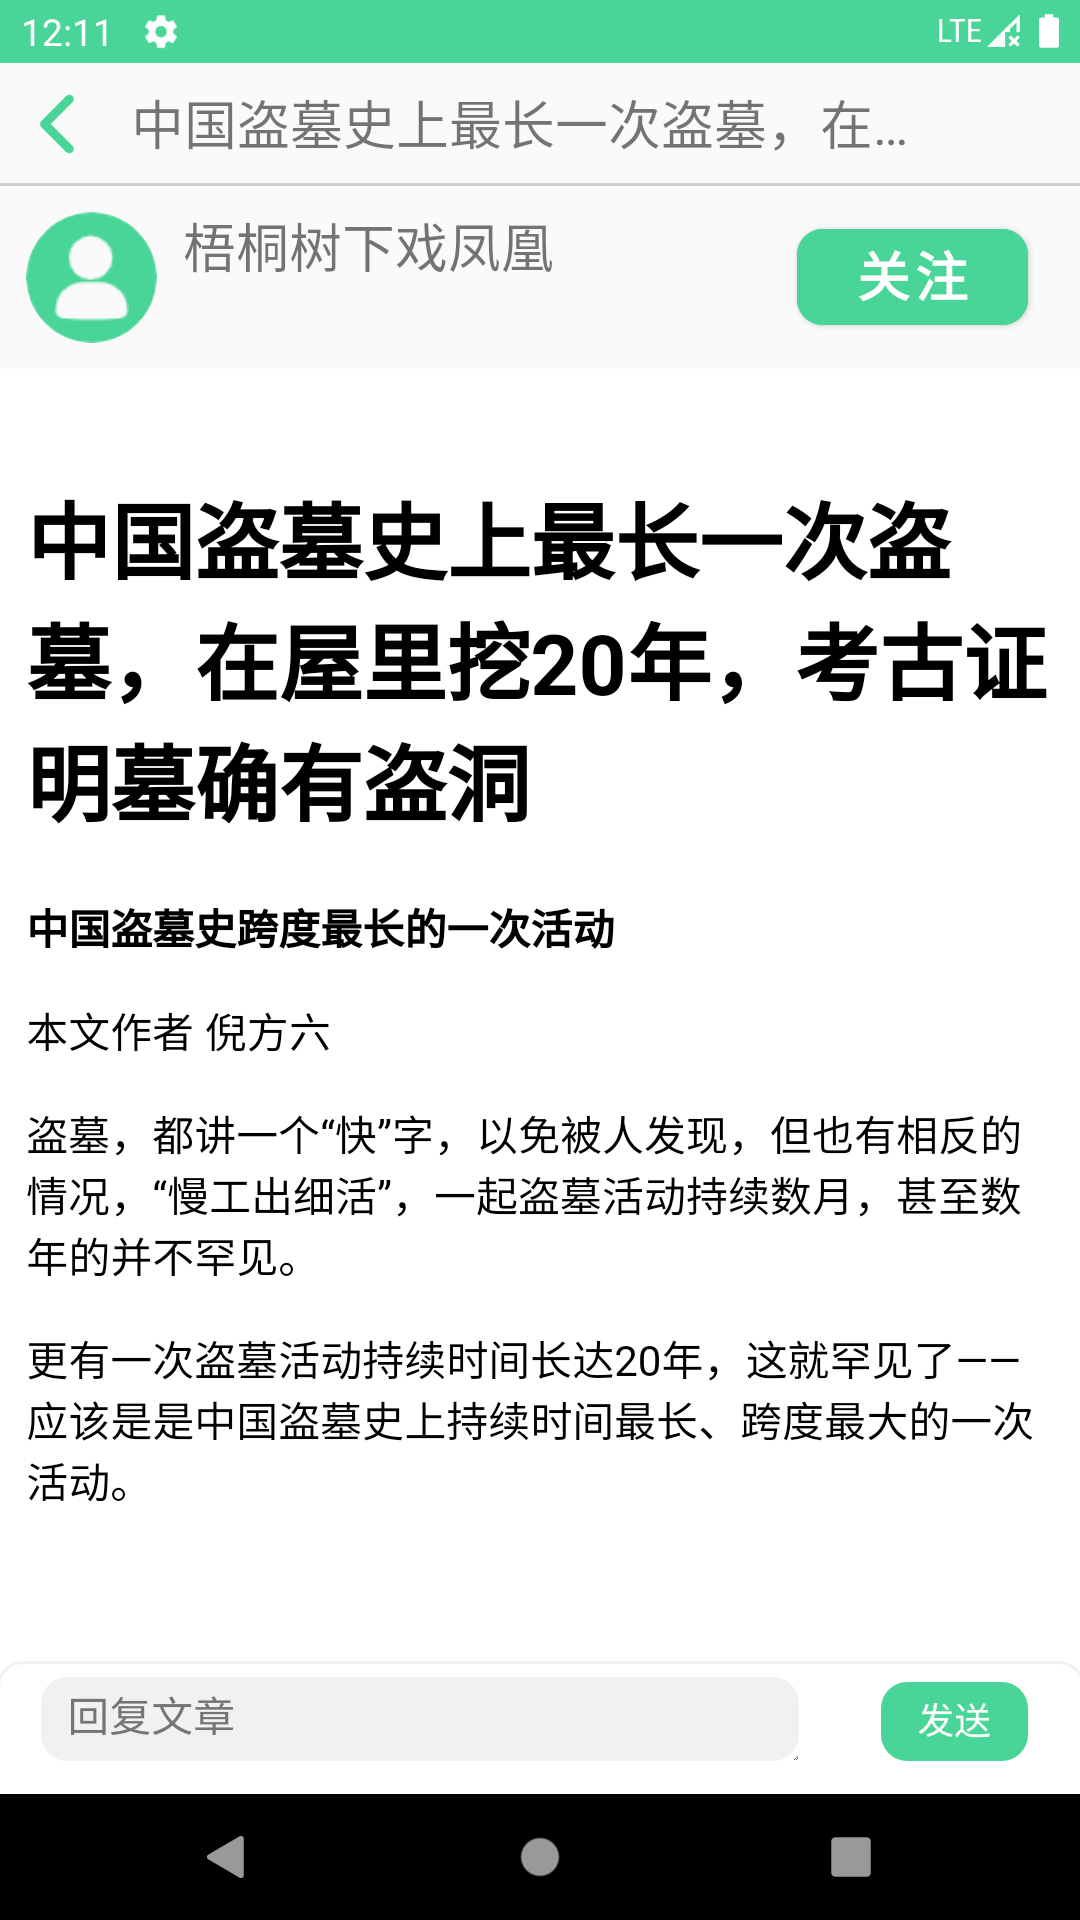 12:11
LTE
中国盗墓史上最长一次盗墓，在...
梧桐树下戏凤凰
关注
中国盗墓史上最长一次盗
墓，在屋里挖20年，考古证
明墓确有盗洞
中国盗墓史跨度最长的一次活动
本文作者 倪方六
盗墓，都讲一个“快”字，以免被人发现，但也有相反的
情况，“慢工出细活”，一起盗墓活动持续数月，甚至数
年的并不罕见。
更有一次盗墓活动持续时间长达20年，这就罕见了——
应该是是中国盗墓史上持续时间最长、跨度最大的一次
活动。
回复文章
发送